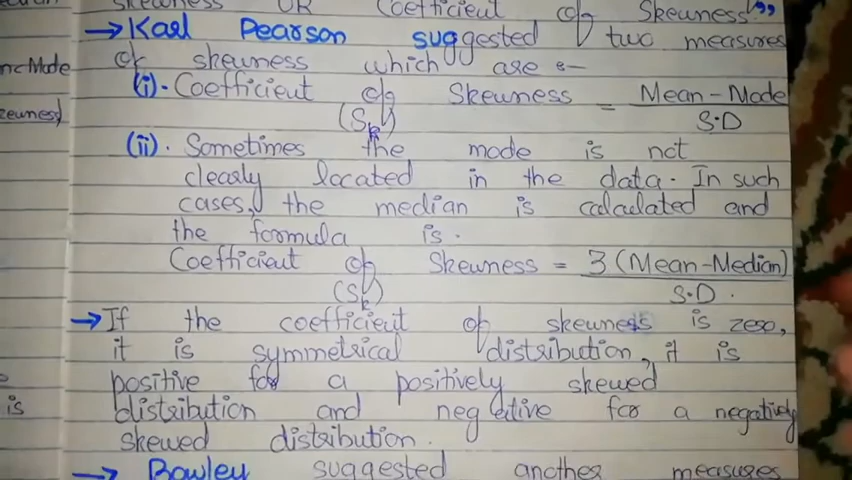 Skewness OR Coefficient of Skewness"
→ Karl Pearson suggested of two measures
of skewness which are :-
(i). Coefficient of Skewness = Mean - Mode
(Sk) S.D
(ii). Sometimes the mode is not
clearly located in the data. In such
cases, the median is calculated and
the formula is.
Coefficient of Skewness = 3 (Mean-Median)
(Sk) S.D.
→ If the coefficient of skewness is zero,
it is symmetrical distribution, it is
positive for a positively skewed
distribution and negative for a negatively
skewed distribution.
→ Bowley suggested another measures
is